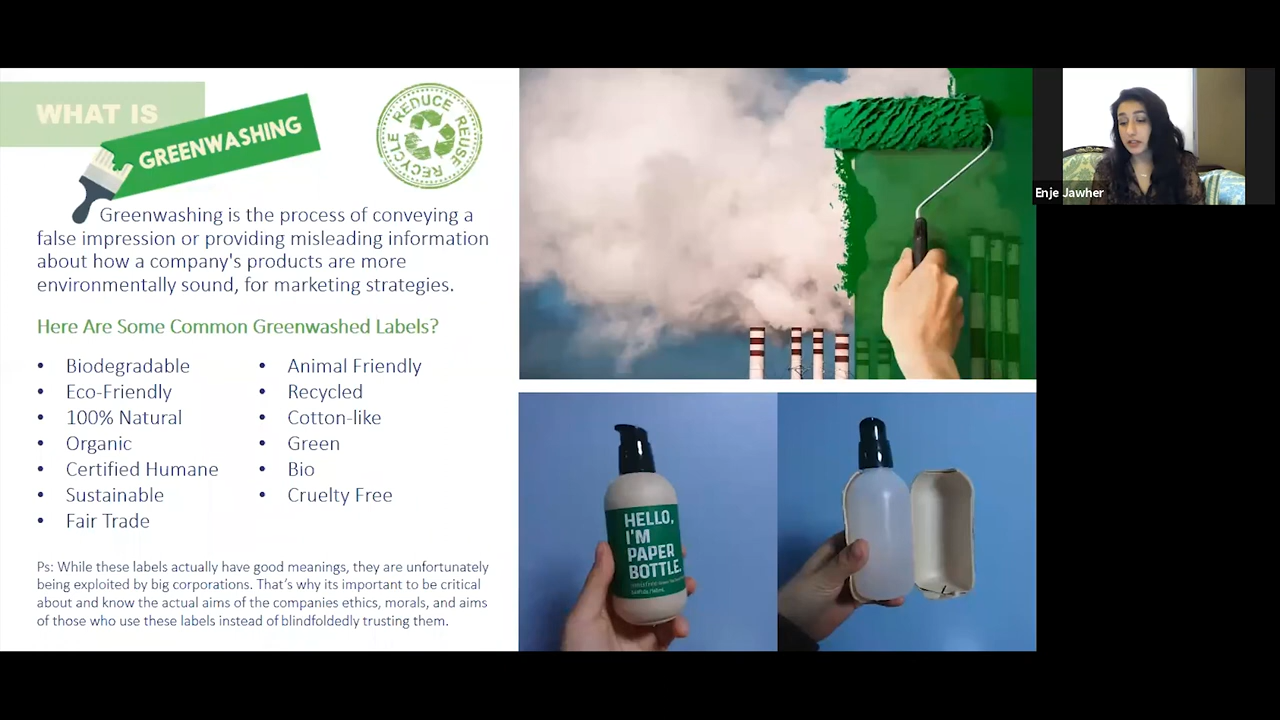 WHAT IS
GREENWASHING
REDUCE REUSE RECYCLE
Greenwashing is the process of conveying a
false impression or providing misleading information
about how a company's products are more
environmentally sound, for marketing strategies.
Here Are Some Common Greenwashed Labels?
• Biodegradable
• Eco-Friendly
• 100% Natural
• Organic
• Certified Humane
• Sustainable
• Fair Trade
• Animal Friendly
• Recycled
• Cotton-like
• Green
• Bio
• Cruelty Free
Ps: While these labels actually have good meanings, they are unfortunately
being exploited by big corporations. That's why its important to be critical
about and know the actual aims of the companies ethics, morals, and aims
of those who use these labels instead of blindfoldedly trusting them.
HELLO,
I'M
PAPER
BOTTLE.
Enje Jawher